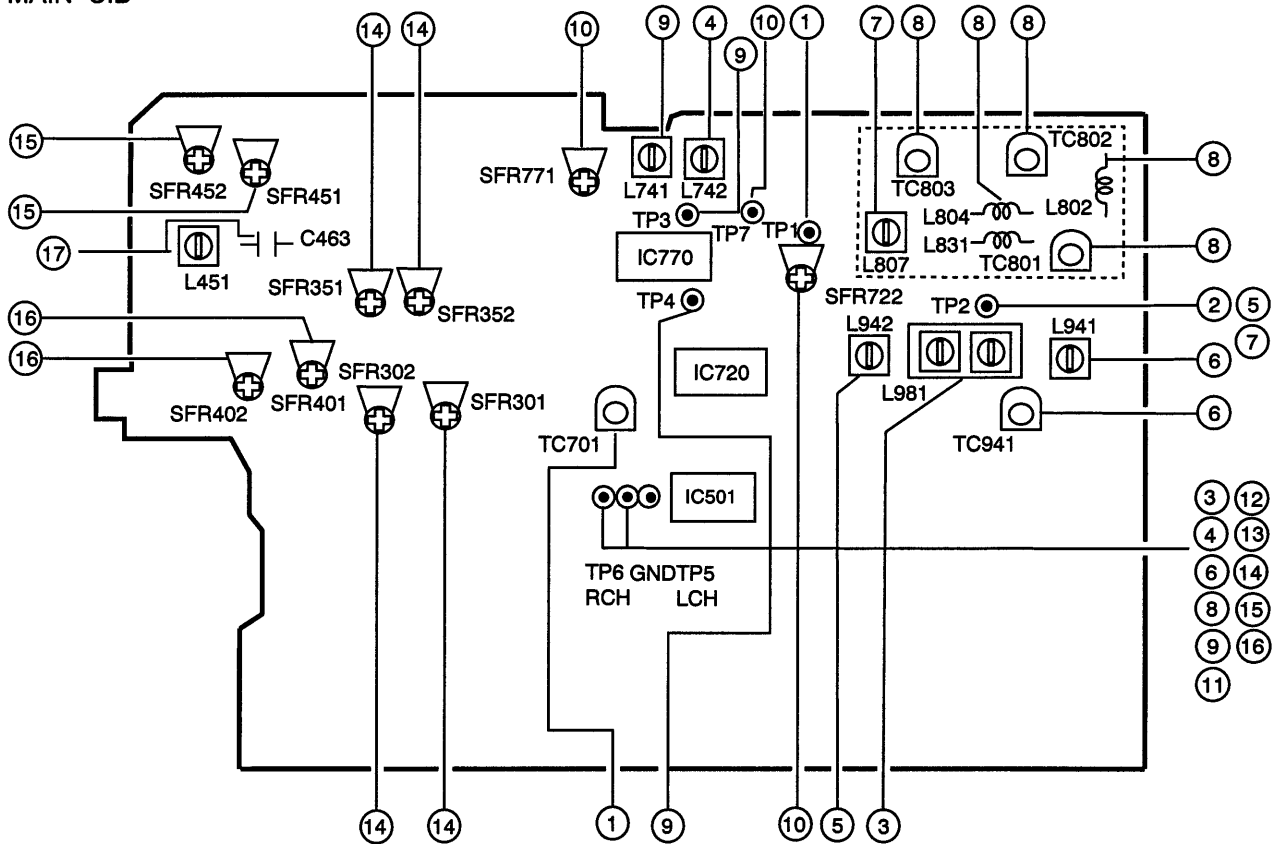 14 14 10 9 4 9 10 1 7 8 8 8
15 SFR452 SFR451 SFR771 L741 L742 TC803 TC802 8
15 TP3 TP7 TP1 L804 L802
17 L451 C463 IC770 L807 L831 TC801 8
SFR351 SFR352 TP4 SFR722 TP2 2 5
16 L942 L941 7
16 SFR302 IC720 6
SFR402 SFR401 SFR301 L981 6
TC701 TC941
IC501 3 12
4 13
TP6 GND TP5 6 14
RCH LCH 8 15
9 16
11
14 14 1 9 10 5 3